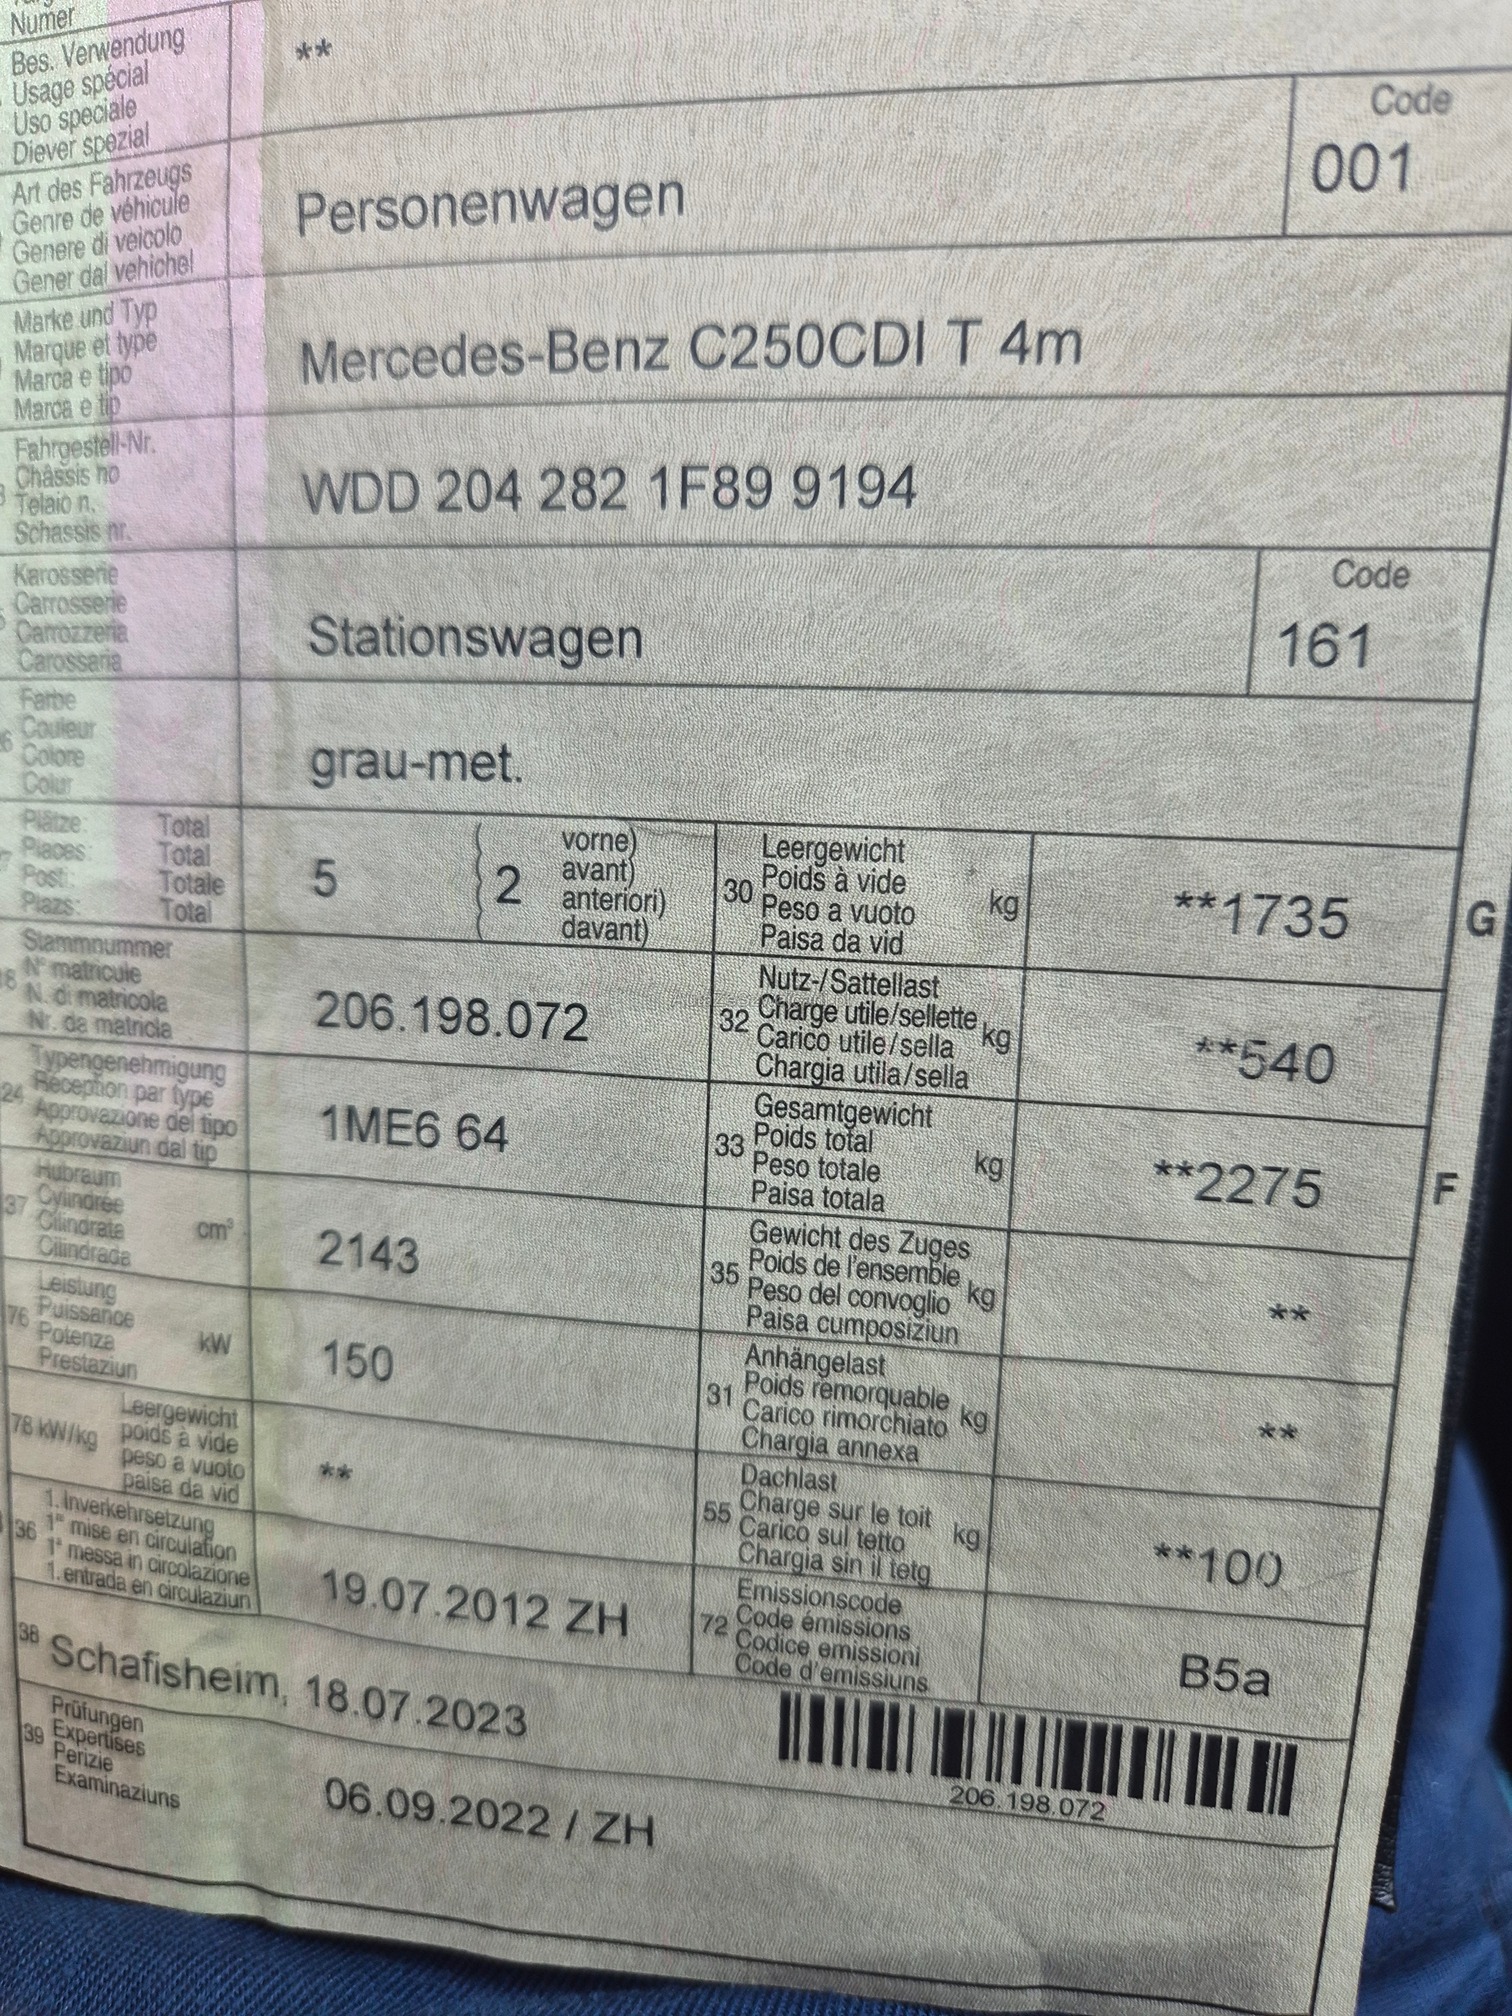 Numer
**
Bes. Verwendung
Usage spécial
Uso speciale
Diever spezial
Code
001
Art des Fahrzeugs
Genre de véhicule
Genere di veicolo
Gener dal vehichel
Personenwagen
Marke und Typ
Marque et type
Marca e tipo
Marca e tip
Mercedes-Benz C250CDI T 4m
Fahrgestell-Nr.
Châssis no
Telaio n.
Schassis nr.
WDD 204 282 1F89 9194
Karosserie
Carrosserie
Carrozzeria
Carossaria
Stationswagen
Code
161
Farbe
Couleur
Colore
Colur
grau-met.
Plätze: Total
Places: Total
Posti: Totale
Plazs: Total
5
2
vorne)
avant)
anteriori)
davant)
30
Leergewicht
Poids à vide
Peso a vuoto
Paisa da vid
kg
**1735
G
Stammnummer
N° matricule
N. di matricola
Nr. da matricla
206.198.072
32
Nutz-/Sattellast
Charge utile/sellette
Carico utile/sella
Chargia utila/sella
kg
**540
24
Typengenehmigung
Réception par type
Approvazione del tipo
Approvaziun dal tip
1ME6 64
33
Gesamtgewicht
Poids total
Peso totale
Paisa totala
kg
**2275
F
37
Hubraum
Cylindrée
Cilindrata
Cilindrada
cm³
2143
35
Gewicht des Zuges
Poids de l'ensemble
Peso del convoglio
Paisa cumposiziun
kg
**
76
Leistung
Puissance
Potenza
Prestaziun
kW
150
31
Anhängelast
Poids remorquable
Carico rimorchiato
Chargia annexa
kg
**
78 kW/kg
Leergewicht
poids à vide
peso a vuoto
paisa da vid
**
55
Dachlast
Charge sur le toit
Carico sul tetto
Chargia sin il tetg
kg
**100
36
1. Inverkehrsetzung
1re mise en circulation
1a messa in circolazione
1. entrada en circulaziun
19.07.2012 ZH
72
Emissionscode
Code émissions
Codice emissioni
Code d'emissiuns
B5a
38
Schafisheim, 18.07.2023
206.198.072
39
Prüfungen
Expertises
Perizie
Examinaziuns
06.09.2022 / ZH